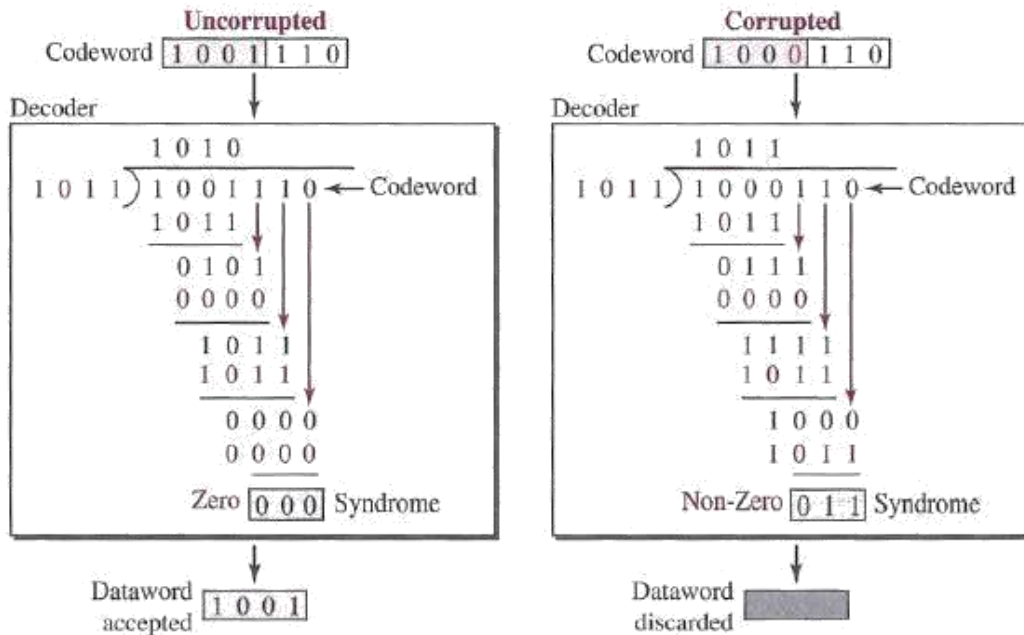 Uncorrupted
Codeword 1 0 0 1 1 1 0
Decoder
1 0 1 0
1 0 1 1 ) 1 0 0 1 1 1 0 Codeword
1 0 1 1
0 1 0 1
0 0 0 0
1 0 1 1
1 0 1 1
0 0 0 0
0 0 0 0
Zero 0 0 0 Syndrome
Dataword
accepted 1 0 0 1
Corrupted
Codeword 1 0 0 0 1 1 0
Decoder
1 0 1 1
1 0 1 1 ) 1 0 0 0 1 1 0 Codeword
1 0 1 1
0 1 1 1
0 0 0 0
1 1 1 1
1 0 1 1
1 0 0 0
1 0 1 1
Non-Zero 0 1 1 Syndrome
Dataword
discarded